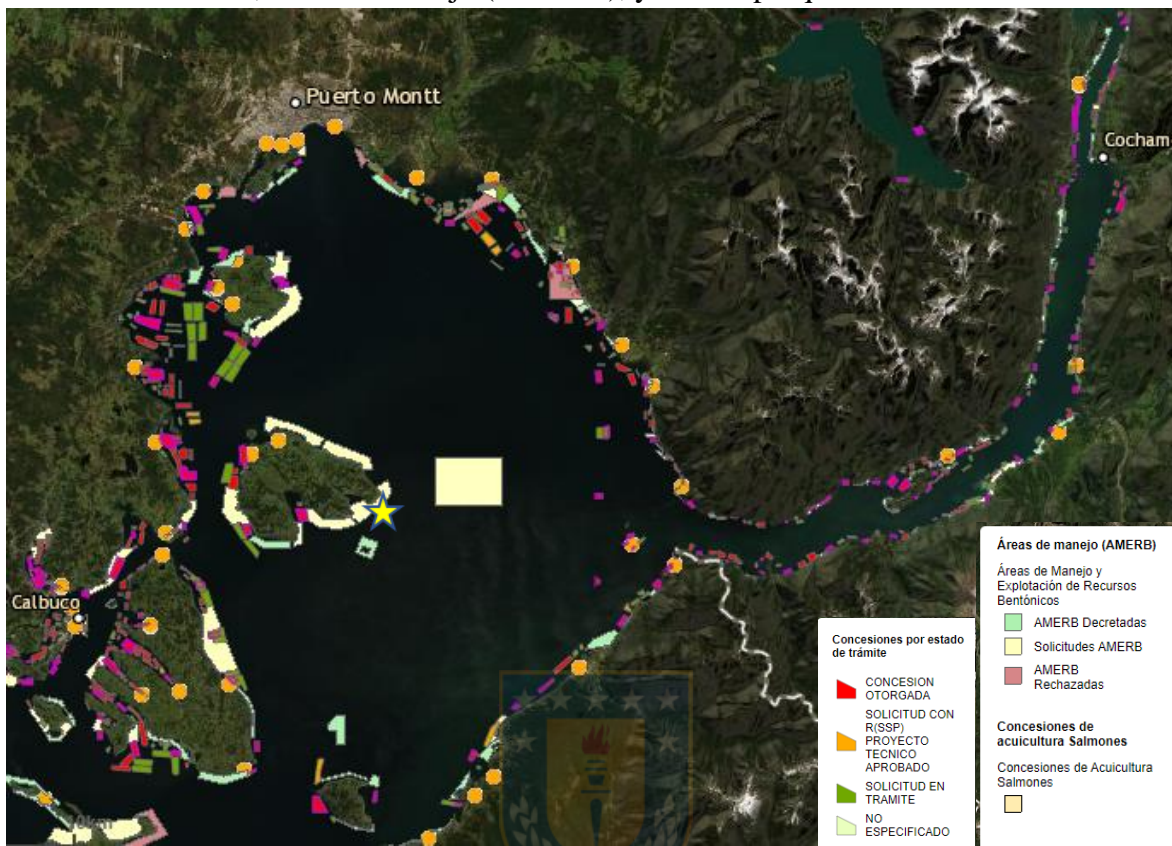 Puerto Montt
Cocham
Calbuco
10km
Concesiones por estado
de trámite
CONCESION
OTORGADA
SOLICITUD CON
R(SSP)
PROYECTO
TECNICO
APROBADO
SOLICITUD EN
TRAMITE
NO
ESPECIFICADO
Áreas de manejo (AMERB)
Áreas de Manejo y
Explotación de Recursos
Bentónicos
AMERB Decretadas
Solicitudes AMERB
AMERB
Rechazadas
Concesiones de
acuicultura Salmones
Concesiones de Acuicultura
Salmones